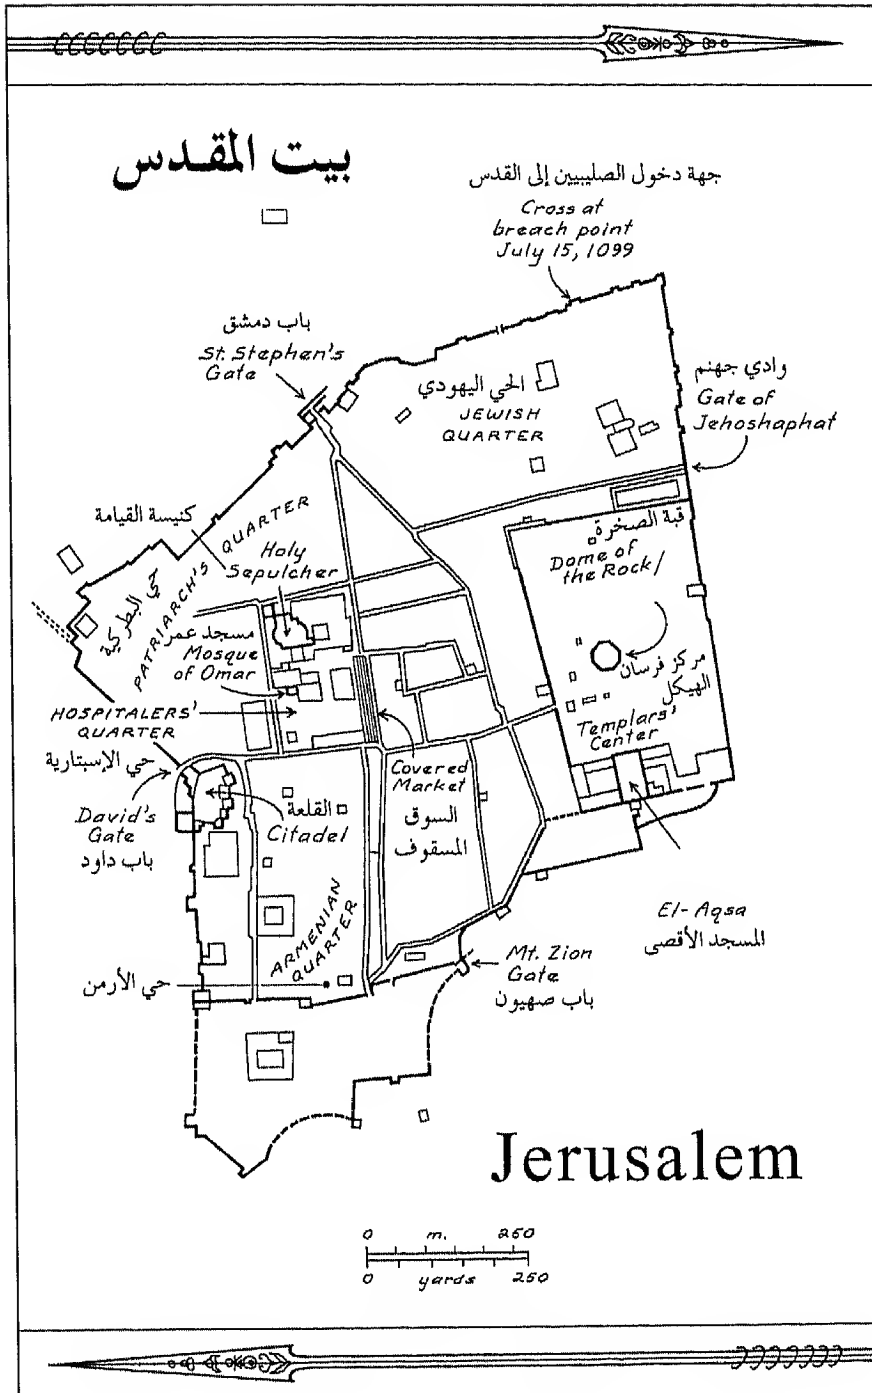 بيت المقدس
جهة دخول الصليبيين إلى القدس
Cross at
breach point
July 15, 1099
باب دمشق
St. Stephen's
Gate
وادي جهنم
Gate of
Jehoshaphat
الحي اليهودي
JEWISH
QUARTER
كنيسة القيامة
Holy
Sepulcher
حي البطركية
PATRIARCH'S QUARTER
قبة الصخرة
Dome of
the Rock/
مسجد عمر
Mosque
of Omar
مركز فرسان
الهيكل
Templars'
Center
HOSPITALERS'
QUARTER
حي الإسبتارية
Covered
Market
السوق
المسقوف
David's
Gate
باب داود
القلعة
Citadel
El-Aqsa
المسجد الأقصى
ARMENIAN
QUARTER
حي الأرمن
Mt. Zion
Gate
باب صهيون
Jerusalem
0 m. 250
0 yards 250